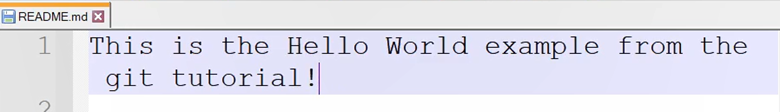 README.md
1 This is the Hello World example from the
git tutorial!
2